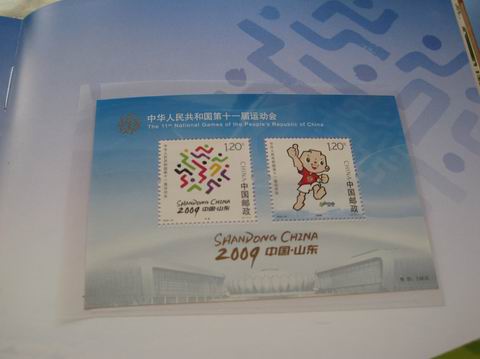 中华人民共和国第十一届运动会
The 11th National Games of the People's Republic of China
1.20元
CHINA
中国邮政
SHANDONG CHINA
2009 中国·山东
1.20元
CHINA
中国邮政
SHANDONG CHINA
2009 中国·山东